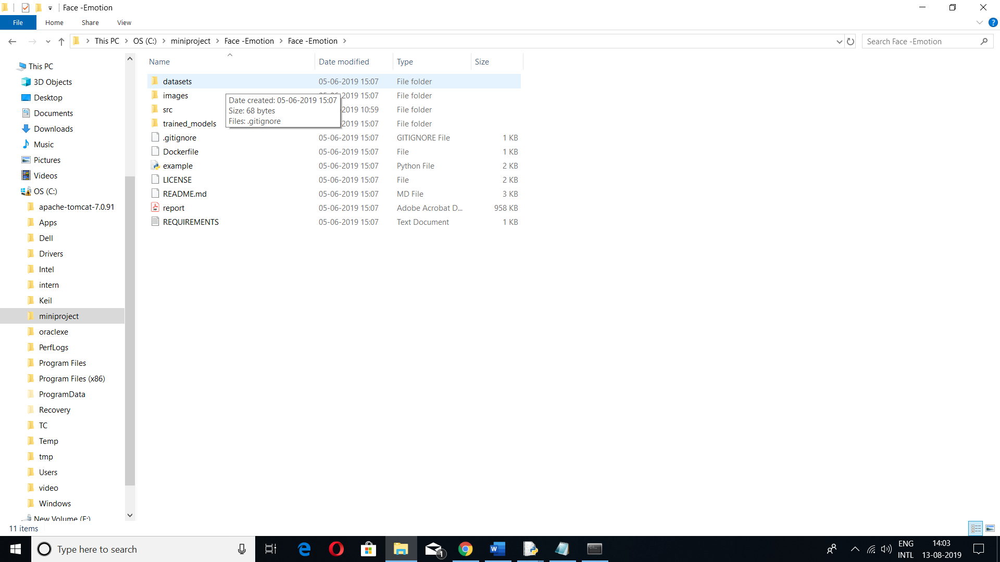 Face -Emotion
File Home Share View
This PC OS (C:) miniproject Face -Emotion Face -Emotion
Search Face -Emotion
This PC
3D Objects
Desktop
Documents
Downloads
Music
Pictures
Videos
OS (C:)
apache-tomcat-7.0.91
Apps
Dell
Drivers
Intel
intern
Keil
miniproject
oraclexe
PerfLogs
Program Files
Program Files (x86)
ProgramData
Recovery
TC
Temp
tmp
Users
video
Windows
New Volume (E:)
Name Date modified Type Size
datasets 05-06-2019 15:07 File folder
images 05-06-2019 15:07 File folder
src 2019 10:59 File folder
trained_models 2019 15:07 File folder
.gitignore 05-06-2019 15:07 GITIGNORE File 1 KB
Dockerfile 05-06-2019 15:07 File 1 KB
example 05-06-2019 15:07 Python File 2 KB
LICENSE 05-06-2019 15:07 File 2 KB
README.md 05-06-2019 15:07 MD File 3 KB
report 05-06-2019 15:07 Adobe Acrobat D... 958 KB
REQUIREMENTS 05-06-2019 15:07 Text Document 1 KB
Date created: 05-06-2019 15:07
Size: 68 bytes
Files: .gitignore
11 items
Type here to search
1
ENG
INTL
14:03
13-08-2019